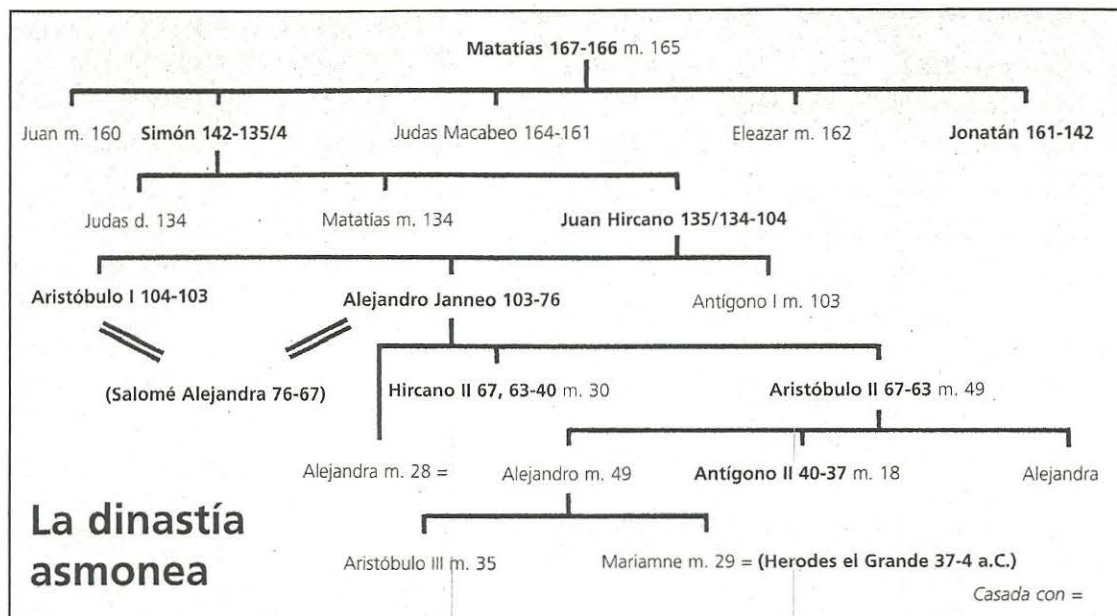 Matatías 167-166 m. 165
Juan m. 160 Simón 142-135/4 Judas Macabeo 164-161 Eleazar m. 162 Jonatán 161-142
Judas d. 134 Matatías m. 134 Juan Hircano 135/134-104
Aristóbulo I 104-103 Alejandro Janneo 103-76 Antígono I m. 103
(Salomé Alejandra 76-67) Hircano II 67, 63-40 m. 30 Aristóbulo II 67-63 m. 49
Alejandra m. 28 = Alejandro m. 49 Antígono II 40-37 m. 18 Alejandra
La dinastía
asmonea
Aristóbulo III m. 35 Mariamne m. 29 = (Herodes el Grande 37-4 a.C.)
Casada con =